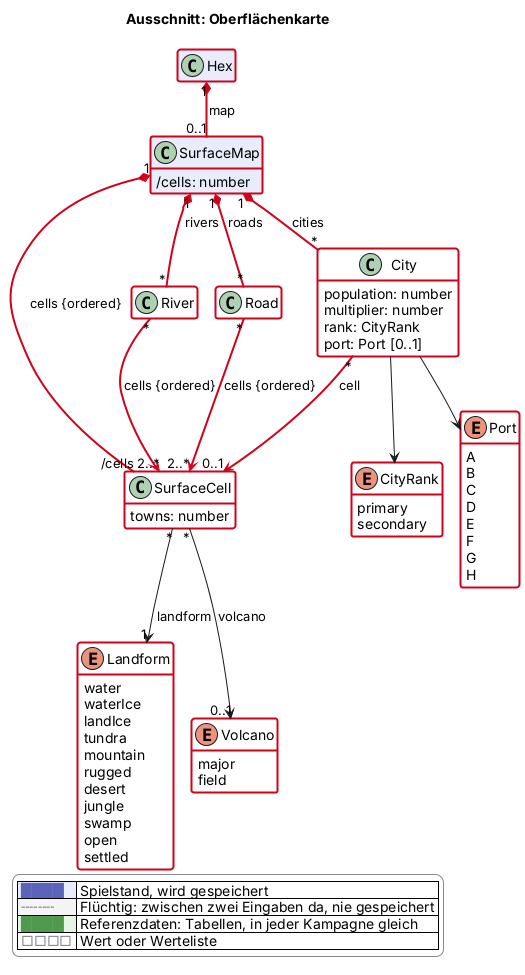 Ausschnitt: Oberflächenkarte
C Hex
1
map
0..1
C SurfaceMap
/cells: number
1
1
1
1
rivers
roads
cities
*
*
*
C City
population: number
multiplier: number
rank: CityRank
port: Port [0..1]
cells {ordered}
C River
C Road
*
*
*
cells {ordered}
cells {ordered}
cell
/cells
2..*
2..*
0..1
C SurfaceCell
towns: number
E CityRank
primary
secondary
E Port
A
B
C
D
E
F
G
H
*
*
landform
volcano
1
0..1
E Landform
water
waterIce
landIce
tundra
mountain
rugged
desert
jungle
swamp
open
settled
E Volcano
major
field
Spielstand, wird gespeichert
Flüchtig: zwischen zwei Eingaben da, nie gespeichert
Referenzdaten: Tabellen, in jeder Kampagne gleich
Wert oder Werteliste